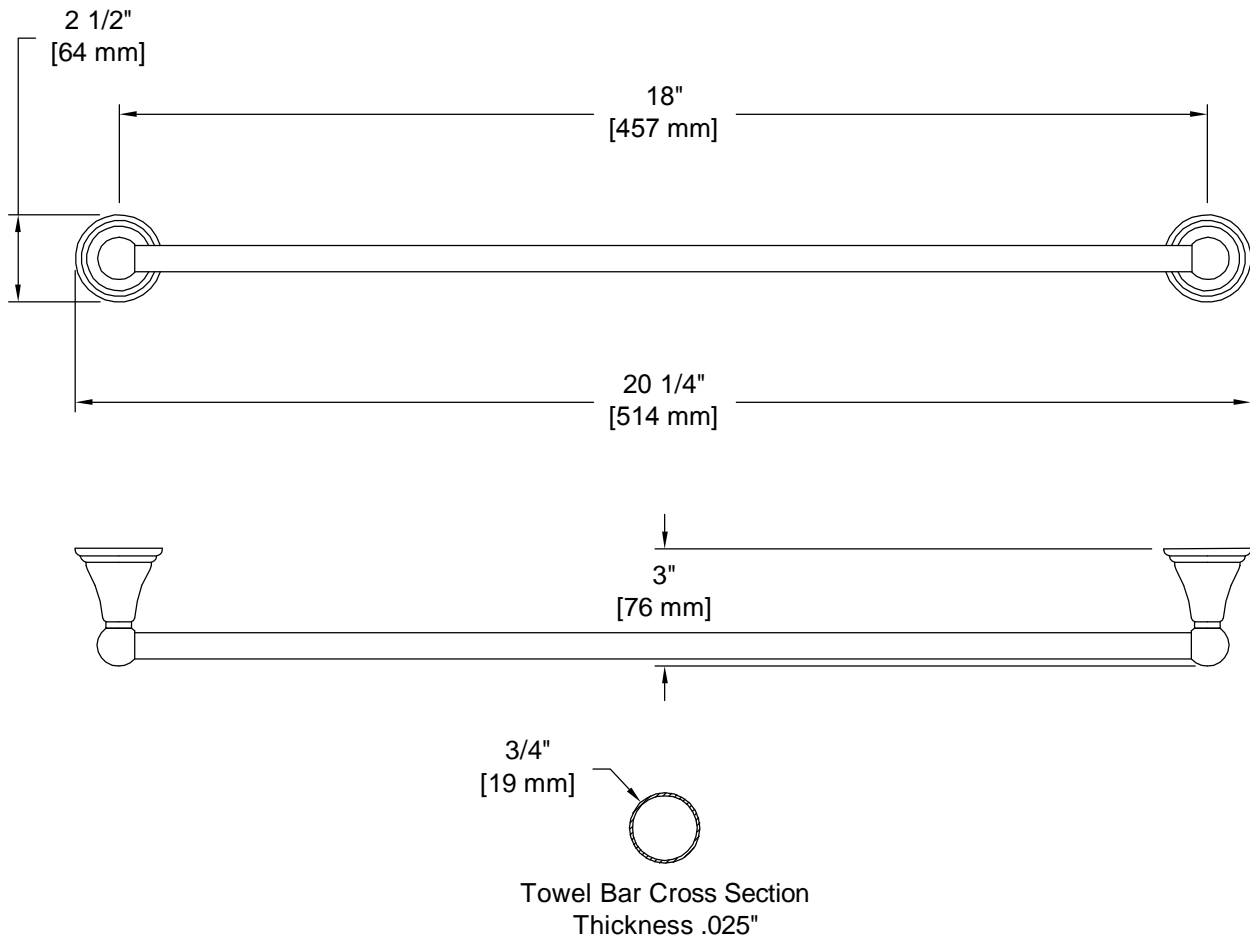 2 1/2"
[64 mm]
18"
[457 mm]
20 1/4"
[514 mm]
3"
[76 mm]
3/4"
[19 mm]
Towel Bar Cross Section
Thickness .025"